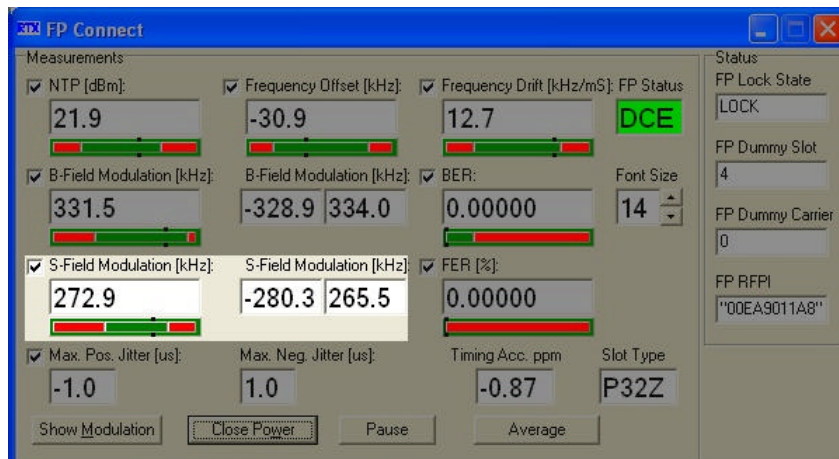 RTX FP Connect
Measurements
NTP [dBm]: Frequency Offset [kHz]: Frequency Drift [kHz/mS]: FP Status
21.9 -30.9 12.7 DCE
B-Field Modulation [kHz]: B-Field Modulation [kHz]: BER: Font Size
331.5 -328.9 334.0 0.00000 14
S-Field Modulation [kHz]: S-Field Modulation [kHz]: FER [%]:
272.9 -280.3 265.5 0.00000
Max. Pos. Jitter [us]: Max. Neg. Jitter [us]: Timing Acc. ppm Slot Type
-1.0 1.0 -0.87 P32Z
Show Modulation Close Power Pause Average
Status
FP Lock State
LOCK
FP Dummy Slot
4
FP Dummy Carrier
0
FP RFPI
"00EA9011A8"